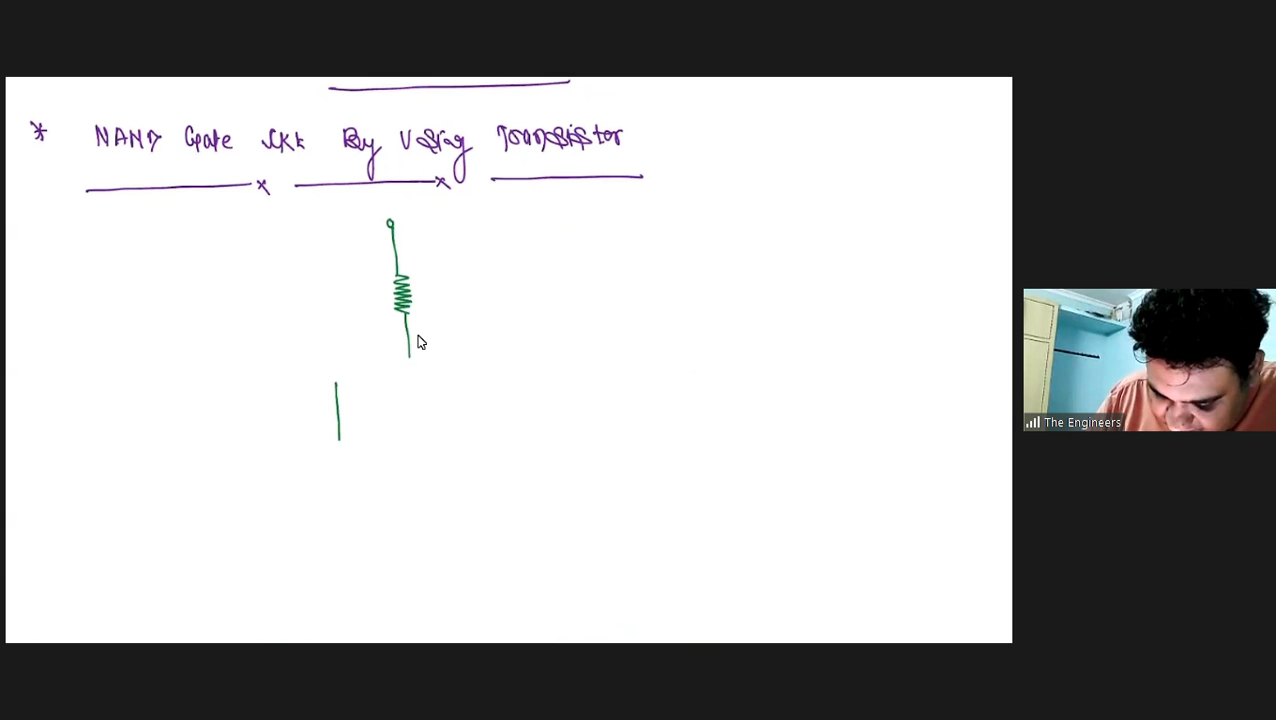 * NAND Gate ckt By Using Transistor
The Engineers